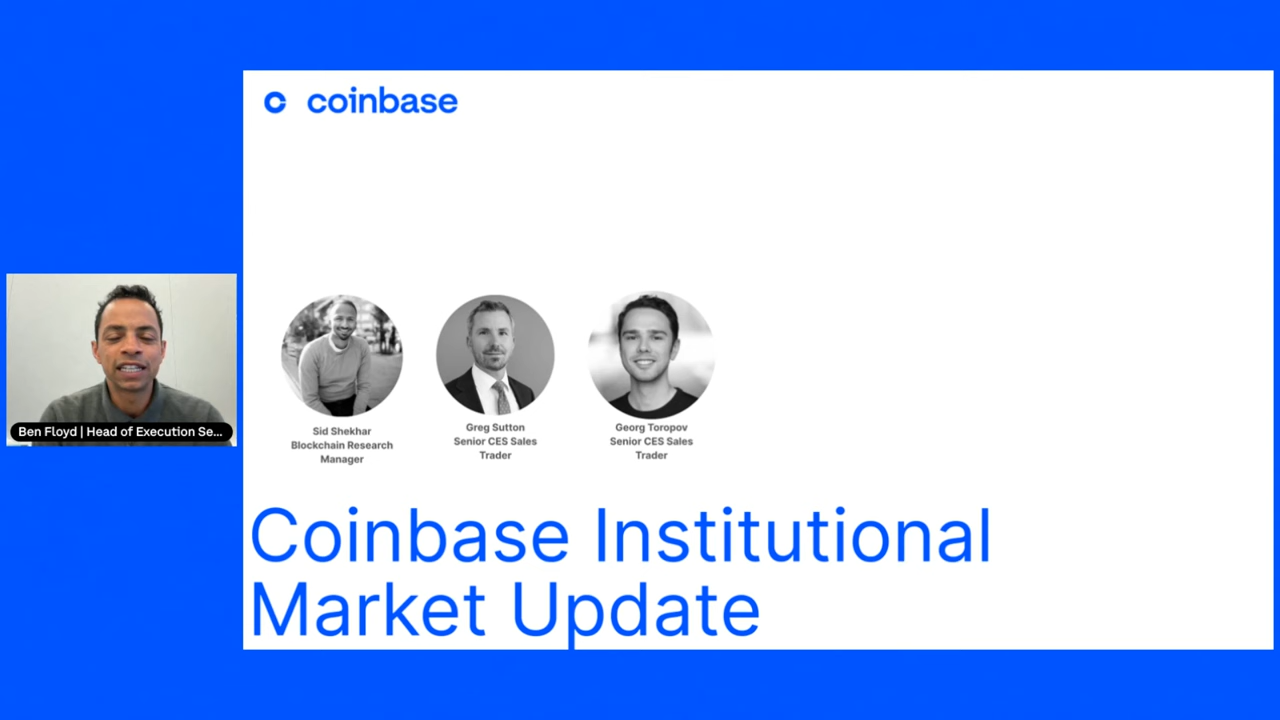 coinbase
Ben Floyd | Head of Execution Se...
Sid Shekhar
Blockchain Research
Manager
Greg Sutton
Senior CES Sales
Trader
Georg Toropov
Senior CES Sales
Trader
Coinbase Institutional
Market Update